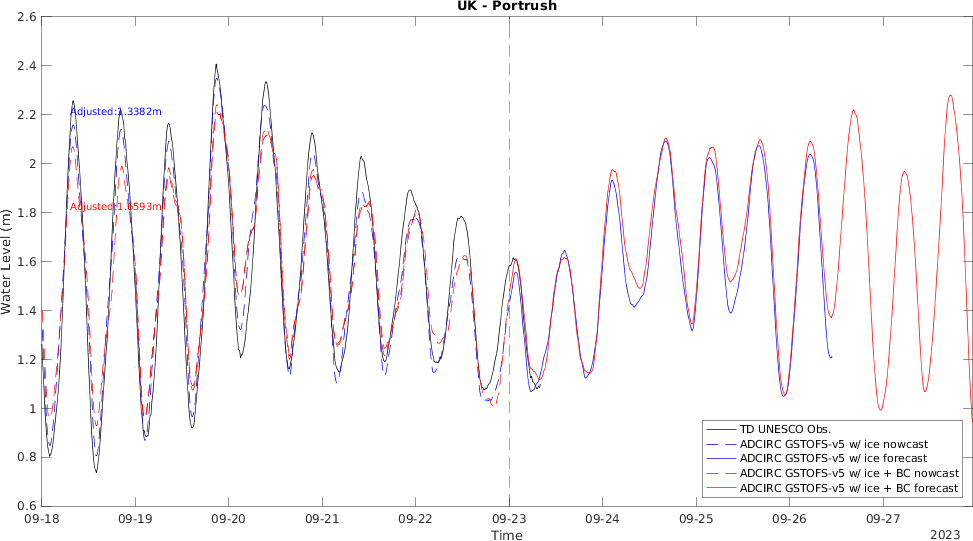 UK - Portrush
2.6
2.4
2.2
2
1.8
1.6
1.4
1.2
1
0.8
0.6
Water Level (m)
Adjusted:1.3382m
Adjusted:1.6593m
TD UNESCO Obs.
ADCIRC GSTOFS-v5 w/ ice nowcast
ADCIRC GSTOFS-v5 w/ ice forecast
ADCIRC GSTOFS-v5 w/ ice + BC nowcast
ADCIRC GSTOFS-v5 w/ ice + BC forecast
09-18 09-19 09-20 09-21 09-22 09-23 09-24 09-25 09-26 09-27
Time
2023